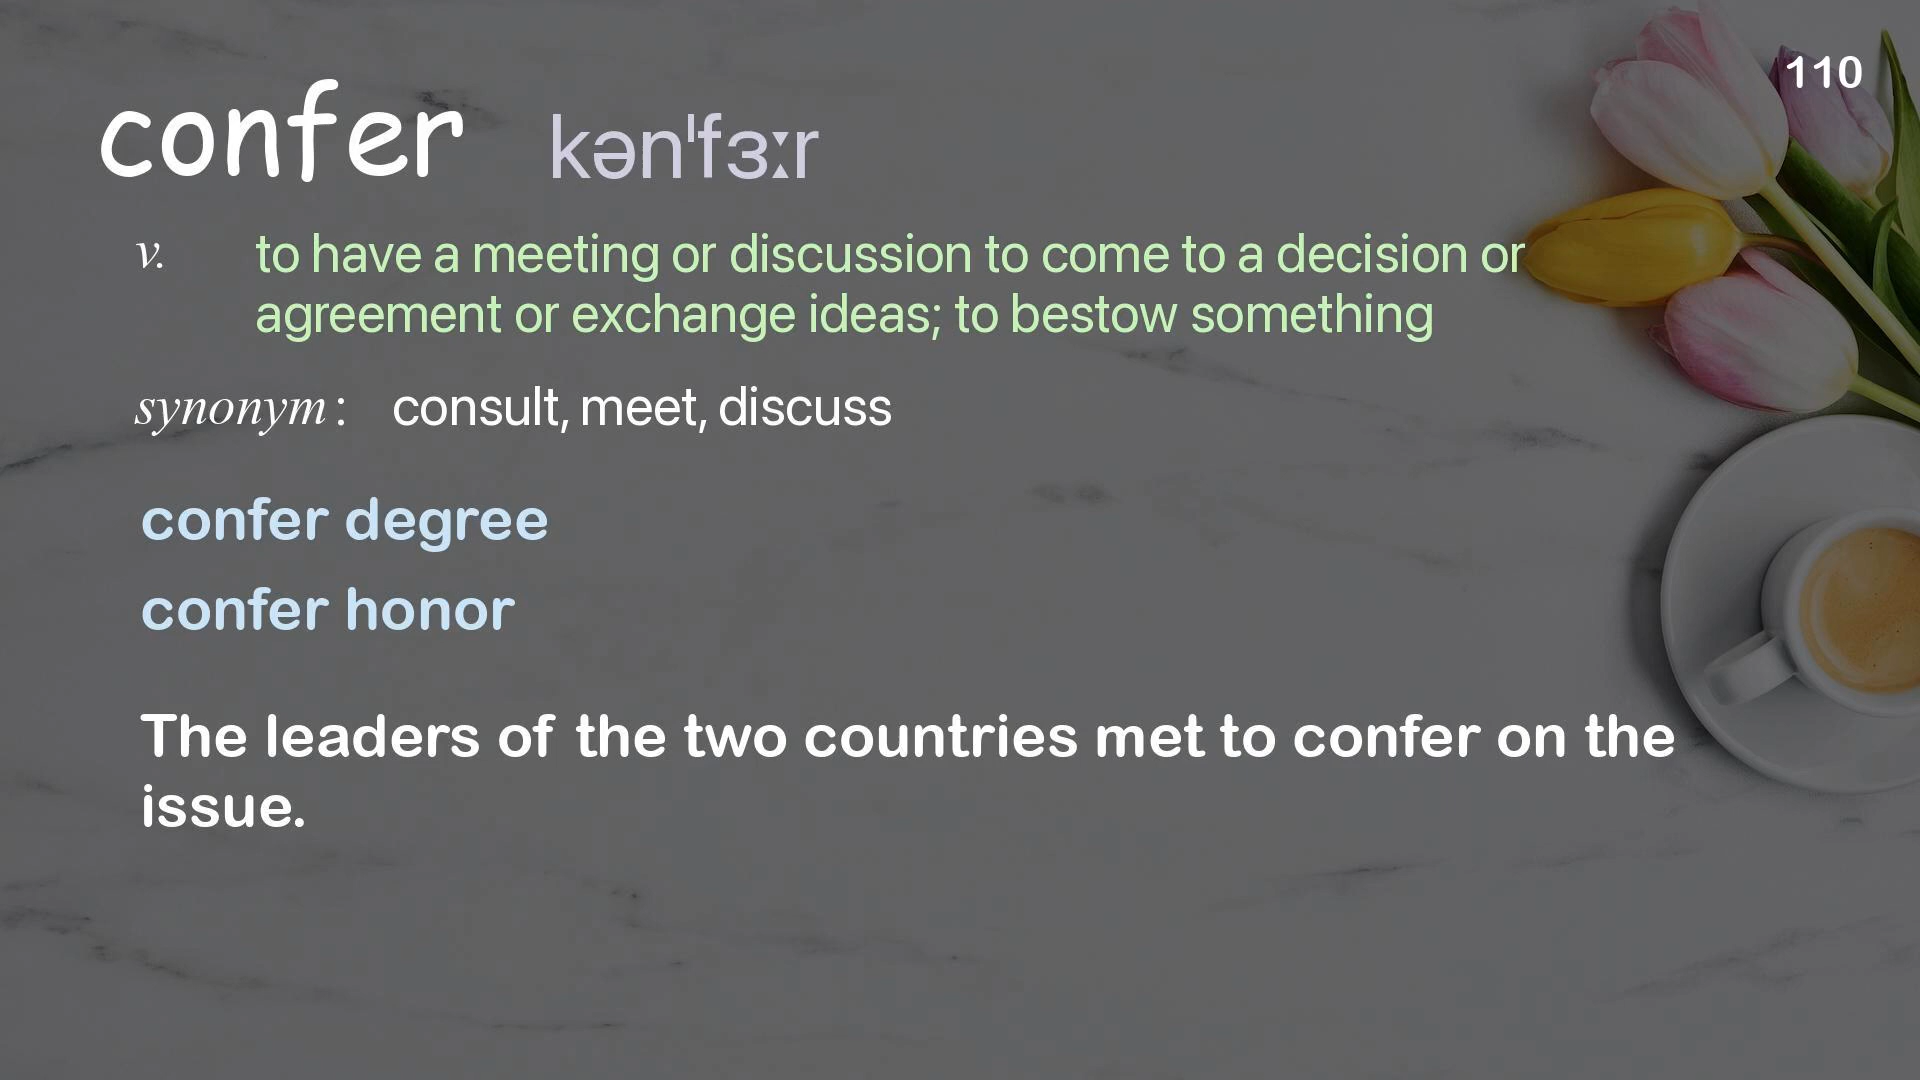 110
confer kənˈfɜːr
v. to have a meeting or discussion to come to a decision or
agreement or exchange ideas; to bestow something
synonym: consult, meet, discuss
confer degree
confer honor
The leaders of the two countries met to confer on the
issue.